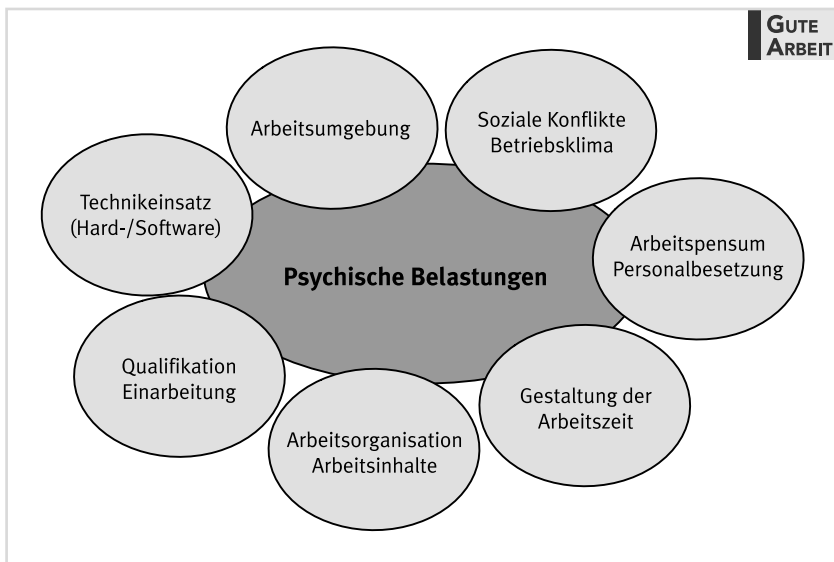 GUTE
ARBEIT
Arbeitsumgebung
Soziale Konflikte
Betriebsklima
Technikeinsatz
(Hard-/Software)
Arbeitspensum
Personalbesetzung
Psychische Belastungen
Qualifikation
Einarbeitung
Gestaltung der
Arbeitszeit
Arbeitsorganisation
Arbeitsinhalte